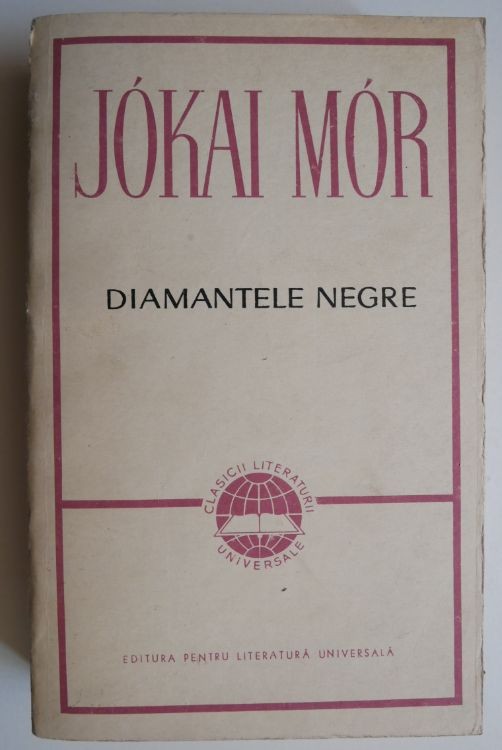 JÓKAI MÓR
DIAMANTELE NEGRE
CLASICII LITERATURII
UNIVERSALE
EDITURA PENTRU LITERATURĂ UNIVERSALĂ